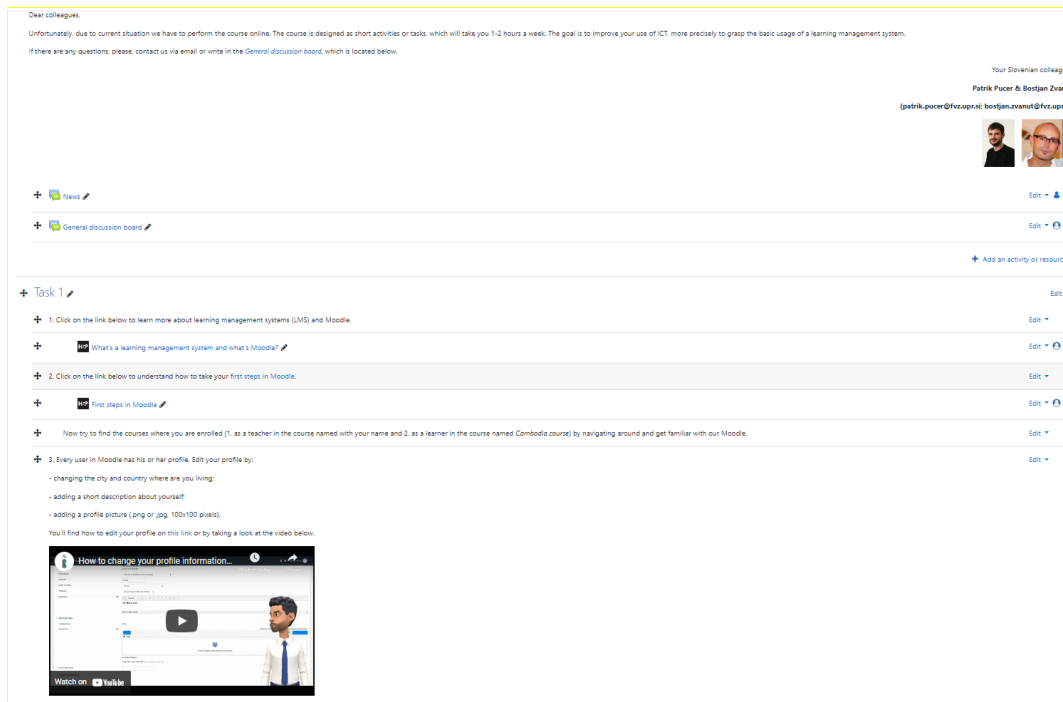 Dear colleagues,
Unfortunately, due to current situation we have to perform the course online. The course is designed as short activities or tasks, which will take you 1-2 hours a week. The goal is to improve your use of ICT, more precisely to grasp the basic usage of a learning management system.
If there are any questions, please, contact us via email or write in the General discussion board, which is located below.
Your Slovenian colleag
Patrik Pucer & Bostjan Zva
(patrik.pucer@fvz.upr.si; bostjan.zvanut@fvz.upr
News
Edit
General discussion board
Edit
Add an activity or resourc
Task 1
Edit
1. Click on the link below to learn more about learning management systems (LMS) and Moodle.
Edit
H-P What's a learning management system and what's Moodle?
Edit
2. Click on the link below to understand how to take your first steps in Moodle.
Edit
H-P First steps in Moodle
Edit
Now try to find the courses where you are enrolled (1. as a teacher in the course named with your name and 2. as a learner in the course named Cambodia course) by navigating around and get familiar with our Moodle.
Edit
3. Every user in Moodle has his or her profile. Edit your profile by:
Edit
- changing the city and country where are you living;
- adding a short description about yourself;
- adding a profile picture (.png or .jpg, 100x100 pixels).
You'll find how to edit your profile on this link or by taking a look at the video below.
How to change your profile information...
Watch on YouTube